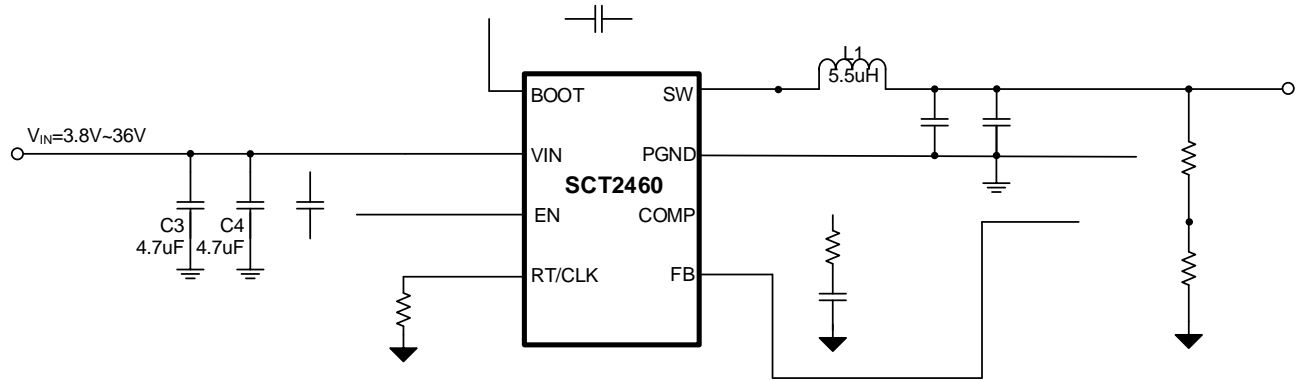 L1
5.5uH
BOOT
SW
V_IN=3.8V~36V
VIN
PGND
SCT2460
EN
COMP
C3
4.7uF
C4
4.7uF
RT/CLK
FB